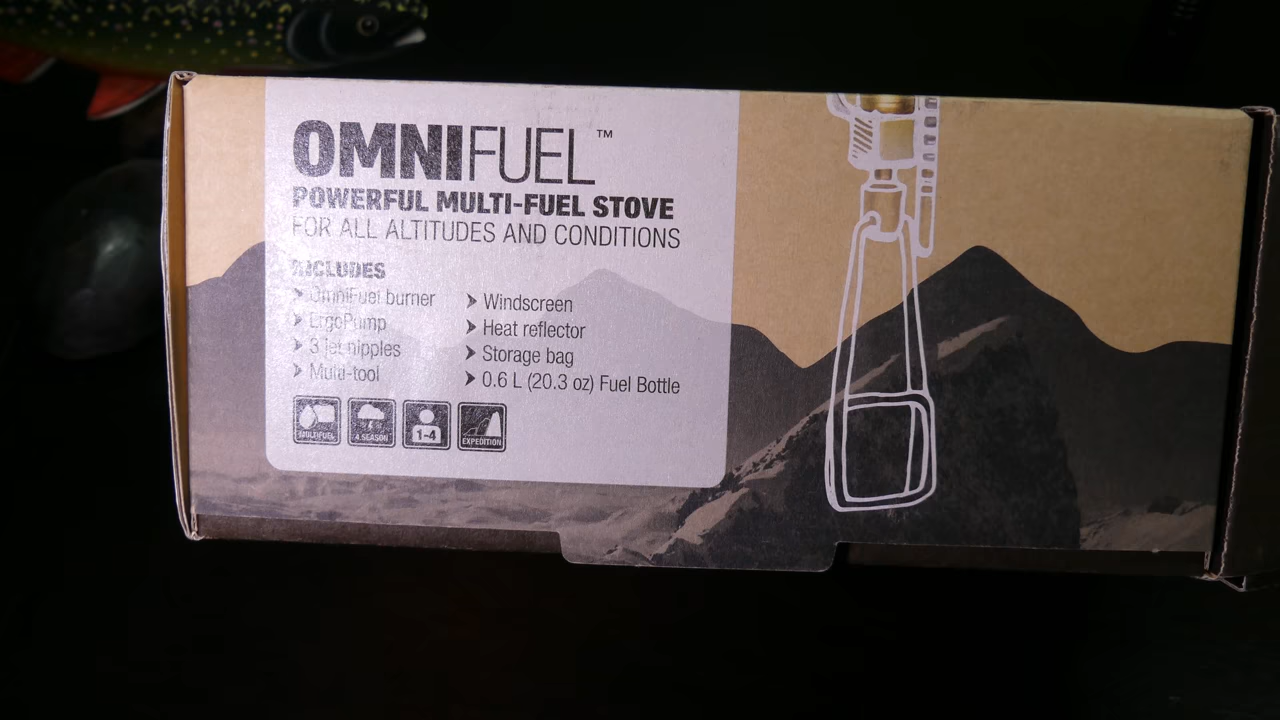 OMNIFUEL™
POWERFUL MULTI-FUEL STOVE
FOR ALL ALTITUDES AND CONDITIONS
INCLUDES
➤ OmniFuel burner
➤ ErgoPump
➤ 3 jet nipples
➤ Multi-tool
➤ Windscreen
➤ Heat reflector
➤ Storage bag
➤ 0.6 L (20.3 oz) Fuel Bottle
MULTIFUEL
4 SEASON
1-4
EXPEDITION